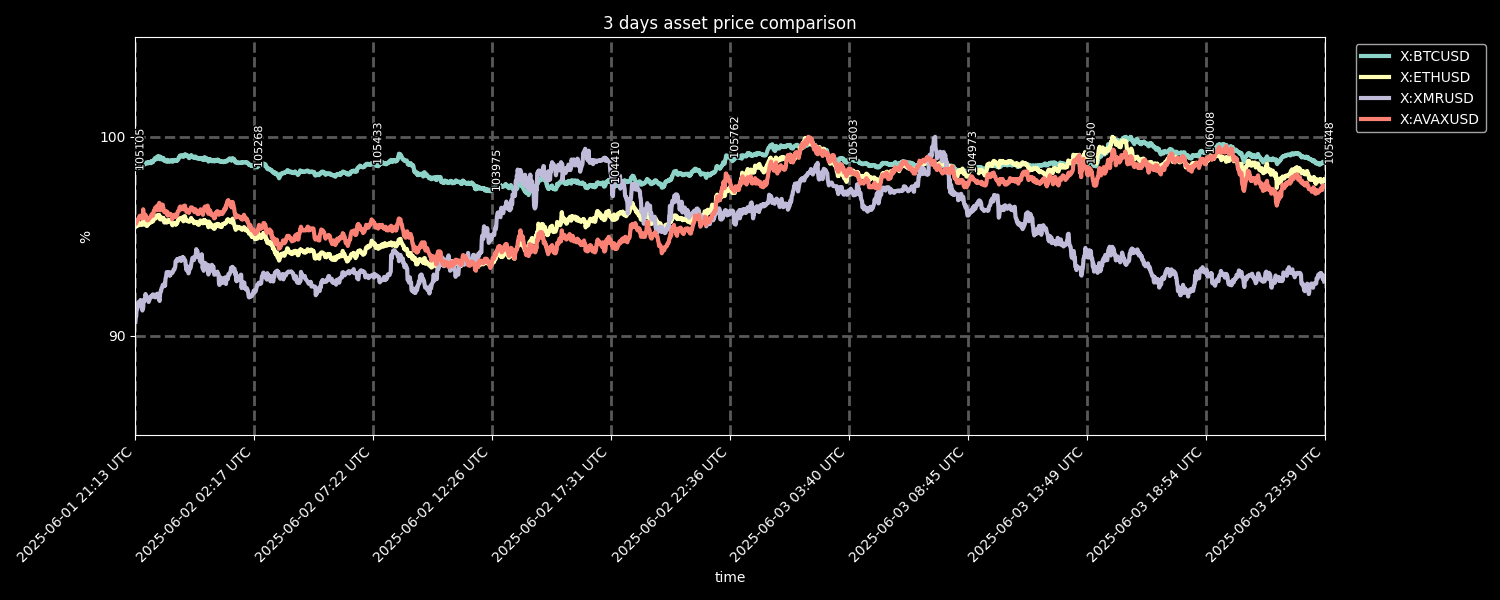 3 days asset price comparison
X:BTCUSD
X:ETHUSD
X:XMRUSD
X:AVAXUSD
%
100
90
105105
105268
105433
103975
104410
105762
105603
104973
105450
106008
105448
2025-06-01 21:13 UTC
2025-06-02 02:17 UTC
2025-06-02 07:22 UTC
2025-06-02 12:26 UTC
2025-06-02 17:31 UTC
2025-06-02 22:36 UTC
2025-06-03 03:40 UTC
2025-06-03 08:45 UTC
2025-06-03 13:49 UTC
2025-06-03 18:54 UTC
2025-06-03 23:59 UTC
time